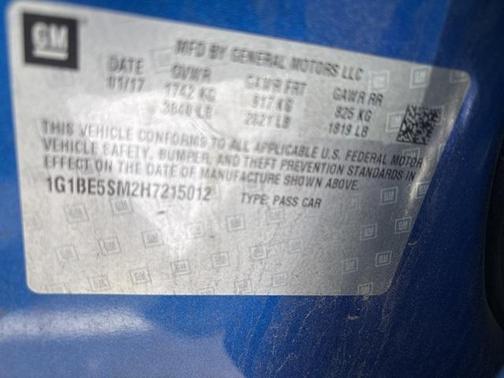 GM
MFD BY GENERAL MOTORS LLC
DATE GVWR GAWR FRT GAWR RR
01/17 1742 KG 917 KG 825 KG
3840 LB 2021 LB 1819 LB
THIS VEHICLE CONFORMS TO ALL APPLICABLE U.S. FEDERAL MOTOR
VEHICLE SAFETY, BUMPER, AND THEFT PREVENTION STANDARDS IN
EFFECT ON THE DATE OF MANUFACTURE SHOWN ABOVE.
1G1BE5SM2H7215012 TYPE: PASS CAR